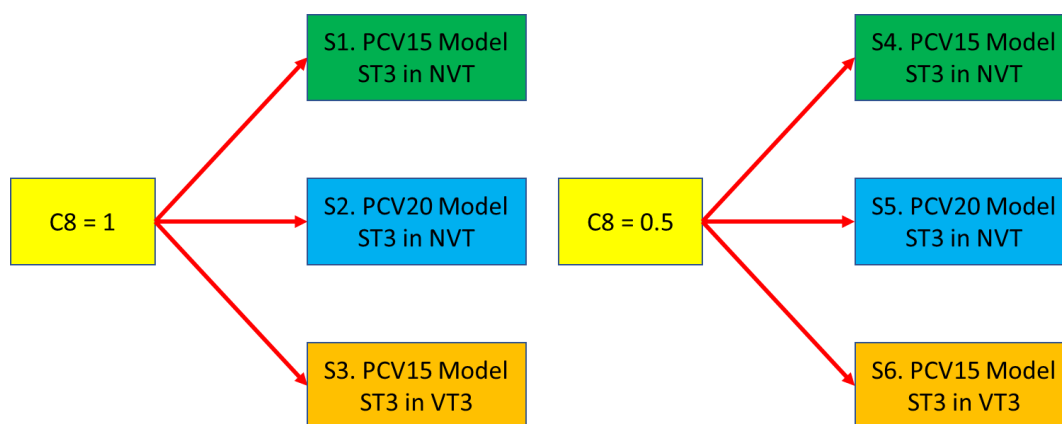 S1. PCV15 Model
ST3 in NVT
C8 = 1
S2. PCV20 Model
ST3 in NVT
S3. PCV15 Model
ST3 in VT3
S4. PCV15 Model
ST3 in NVT
C8 = 0.5
S5. PCV20 Model
ST3 in NVT
S6. PCV15 Model
ST3 in VT3